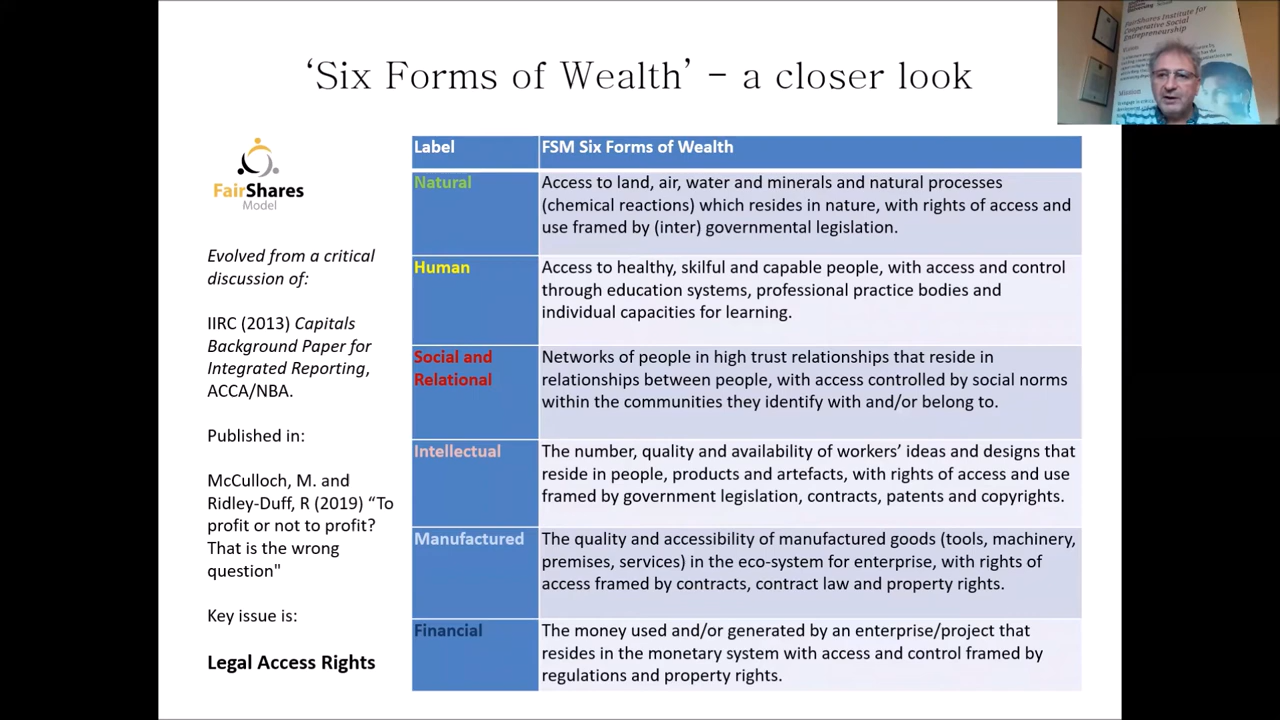 ‘Six Forms of Wealth’ – a closer look
FairShares
Model
Evolved from a critical
discussion of:
IIRC (2013) Capitals
Background Paper for
Integrated Reporting,
ACCA/NBA.
Published in:
McCulloch, M. and
Ridley-Duff, R (2019) “To
profit or not to profit?
That is the wrong
question"
Key issue is:
Legal Access Rights
Label
FSM Six Forms of Wealth
Natural
Access to land, air, water and minerals and natural processes
(chemical reactions) which resides in nature, with rights of access and
use framed by (inter) governmental legislation.
Human
Access to healthy, skilful and capable people, with access and control
through education systems, professional practice bodies and
individual capacities for learning.
Social and
Relational
Networks of people in high trust relationships that reside in
relationships between people, with access controlled by social norms
within the communities they identify with and/or belong to.
Intellectual
The number, quality and availability of workers’ ideas and designs that
reside in people, products and artefacts, with rights of access and use
framed by government legislation, contracts, patents and copyrights.
Manufactured
The quality and accessibility of manufactured goods (tools, machinery,
premises, services) in the eco-system for enterprise, with rights of
access framed by contracts, contract law and property rights.
Financial
The money used and/or generated by an enterprise/project that
resides in the monetary system with access and control framed by
regulations and property rights.
FairShares Institute for
Cooperative Social
Entrepreneurship
Mission